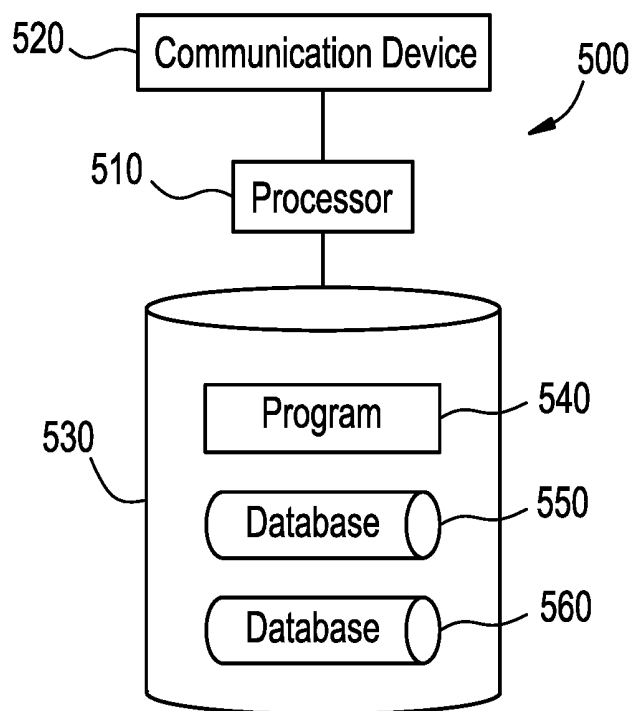 520
Communication Device
500
510
Processor
Program
540
530
Database
550
Database
560